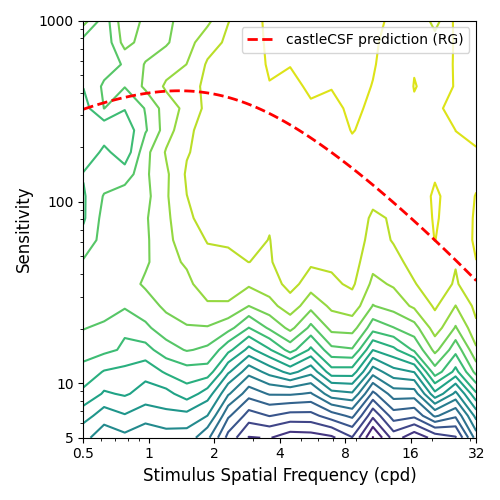 1000
castleCSF prediction (RG)
100
Sensitivity
10
5
0.5 1 2 4 8 16 32
Stimulus Spatial Frequency (cpd)